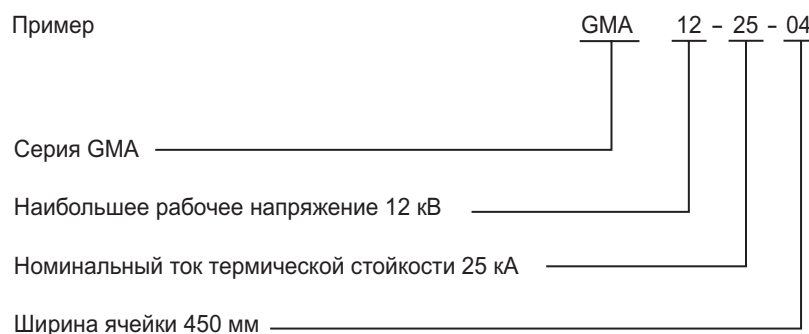 Пример GMA 12 - 25 - 04
Серия GMA
Наибольшее рабочее напряжение 12 кВ
Номинальный ток термической стойкости 25 кА
Ширина ячейки 450 мм